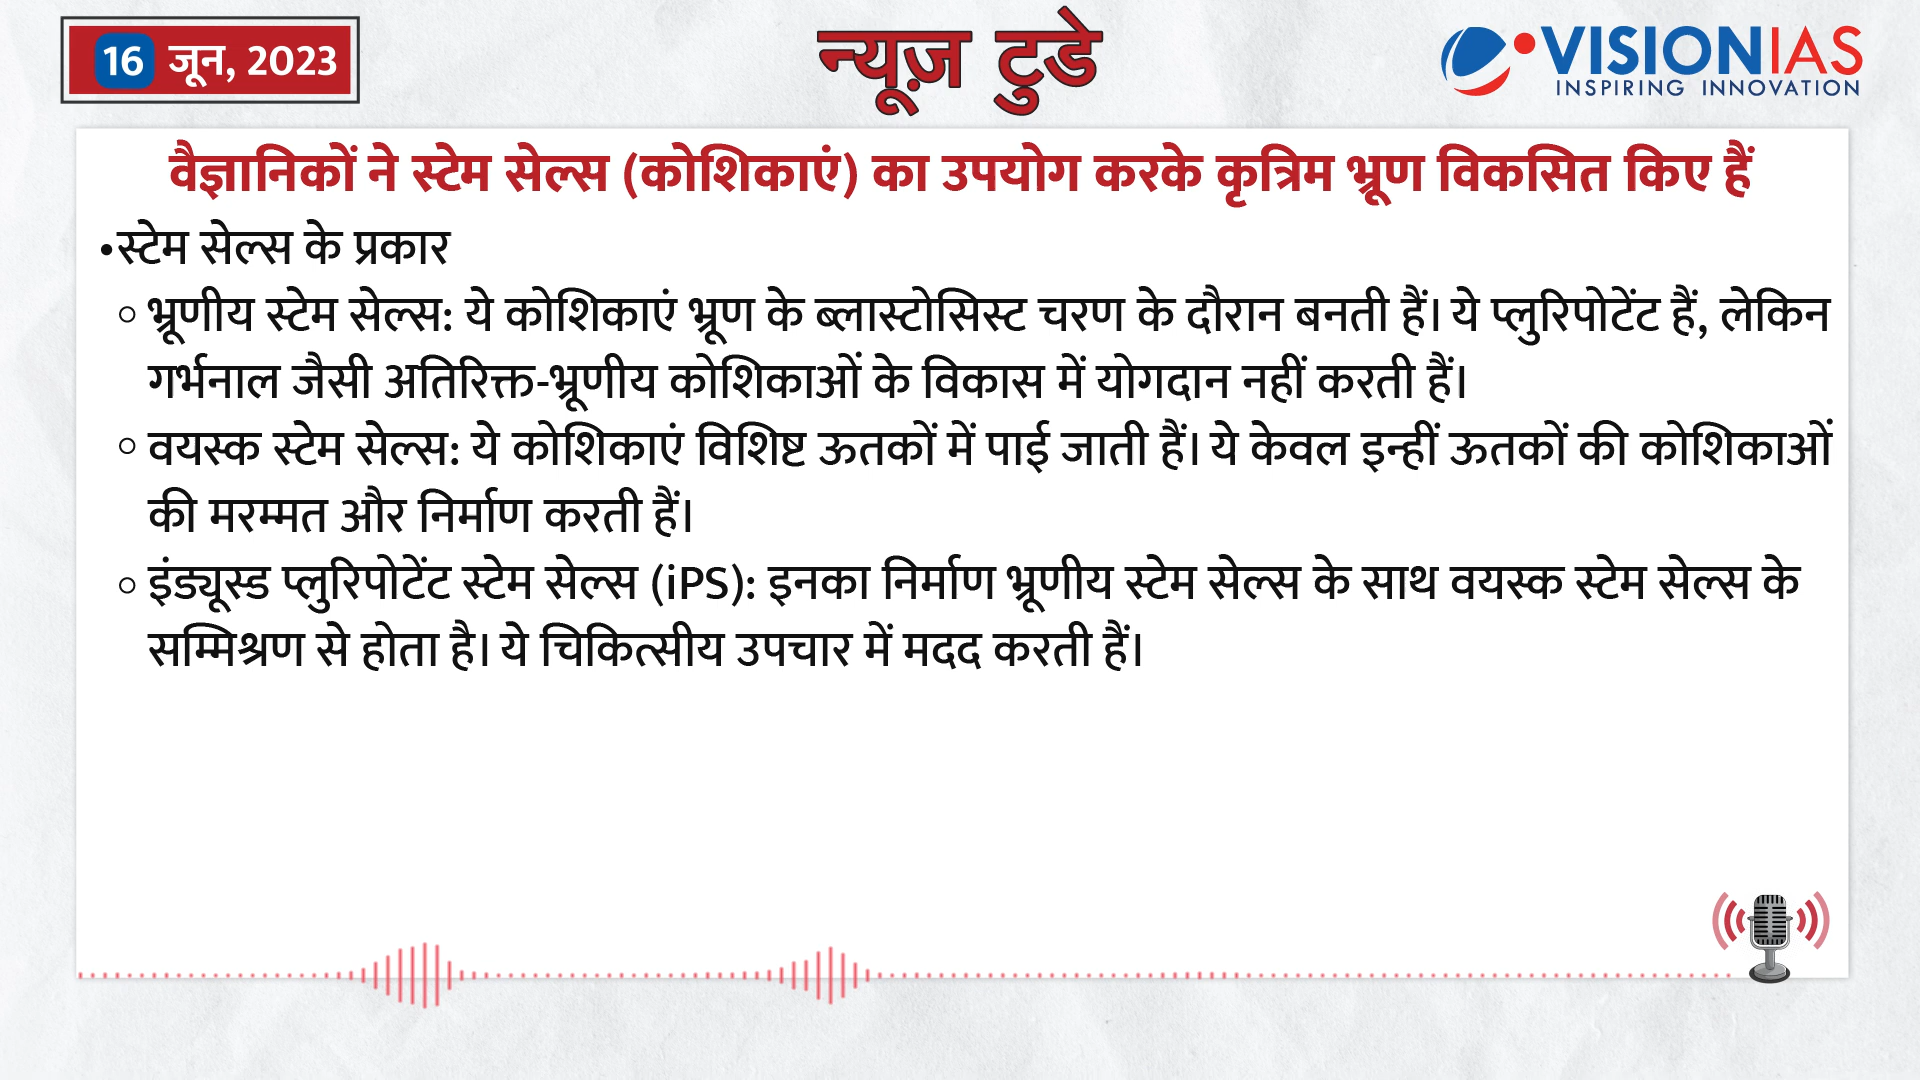 16 जून, 2023
न्यूज़ टुडे
VISIONIAS
INSPIRING INNOVATION
वैज्ञानिकों ने स्टेम सेल्स (कोशिकाएं) का उपयोग करके कृत्रिम भ्रूण विकसित किए हैं
•स्टेम सेल्स के प्रकार
○ भ्रूणीय स्टेम सेल्स: ये कोशिकाएं भ्रूण के ब्लास्टोसिस्ट चरण के दौरान बनती हैं। ये प्लुरिपोटेंट हैं, लेकिन
गर्भनाल जैसी अतिरिक्त-भ्रूणीय कोशिकाओं के विकास में योगदान नहीं करती हैं।
○ वयस्क स्टेम सेल्स: ये कोशिकाएं विशिष्ट ऊतकों में पाई जाती हैं। ये केवल इन्हीं ऊतकों की कोशिकाओं
की मरम्मत और निर्माण करती हैं।
○ इंड्यूस्ड प्लुरिपोटेंट स्टेम सेल्स (iPS): इनका निर्माण भ्रूणीय स्टेम सेल्स के साथ वयस्क स्टेम सेल्स के
सम्मिश्रण से होता है। ये चिकित्सीय उपचार में मदद करती हैं।